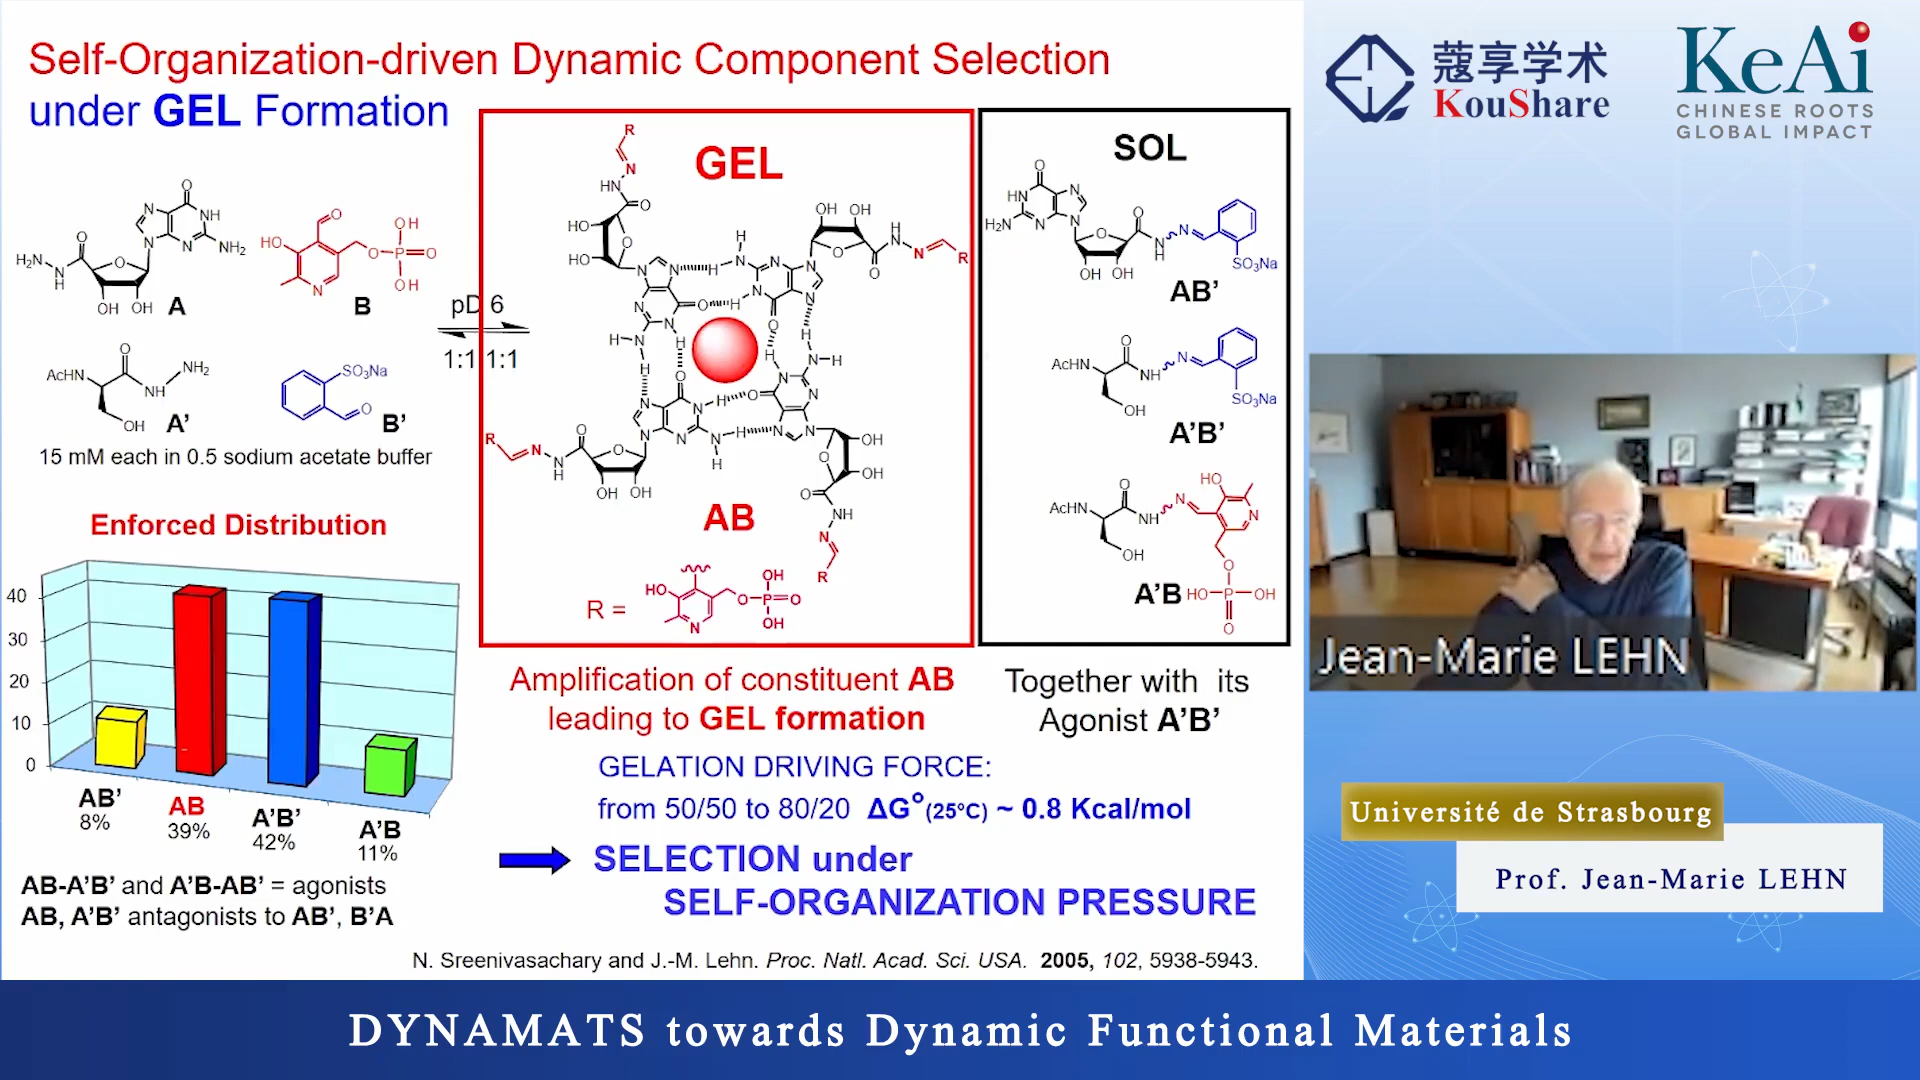 Self-Organization-driven Dynamic Component Selection
under GEL Formation
A
B
AcHN
A'
B'
15 mM each in 0.5 sodium acetate buffer
pD 6
1:1 1:1
GEL
AB
R =
SOL
AB'
A'B'
A'B
Enforced Distribution
40
30
20
10
0
AB'
8%
AB
39%
A'B'
42%
A'B
11%
AB-A'B' and A'B-AB' = agonists
AB, A'B' antagonists to AB', B'A
Amplification of constituent AB
leading to GEL formation
Together with its
Agonist A'B'
GELATION DRIVING FORCE:
from 50/50 to 80/20 ΔG°(25°C) ~ 0.8 Kcal/mol
SELECTION under
SELF-ORGANIZATION PRESSURE
N. Sreenivasachary and J.-M. Lehn. Proc. Natl. Acad. Sci. USA. 2005, 102, 5938-5943.
蔻享学术
KouShare
KeAi
CHINESE ROOTS
GLOBAL IMPACT
Jean-Marie LEHN
Université de Strasbourg
Prof. Jean-Marie LEHN
DYNAMATS towards Dynamic Functional Materials